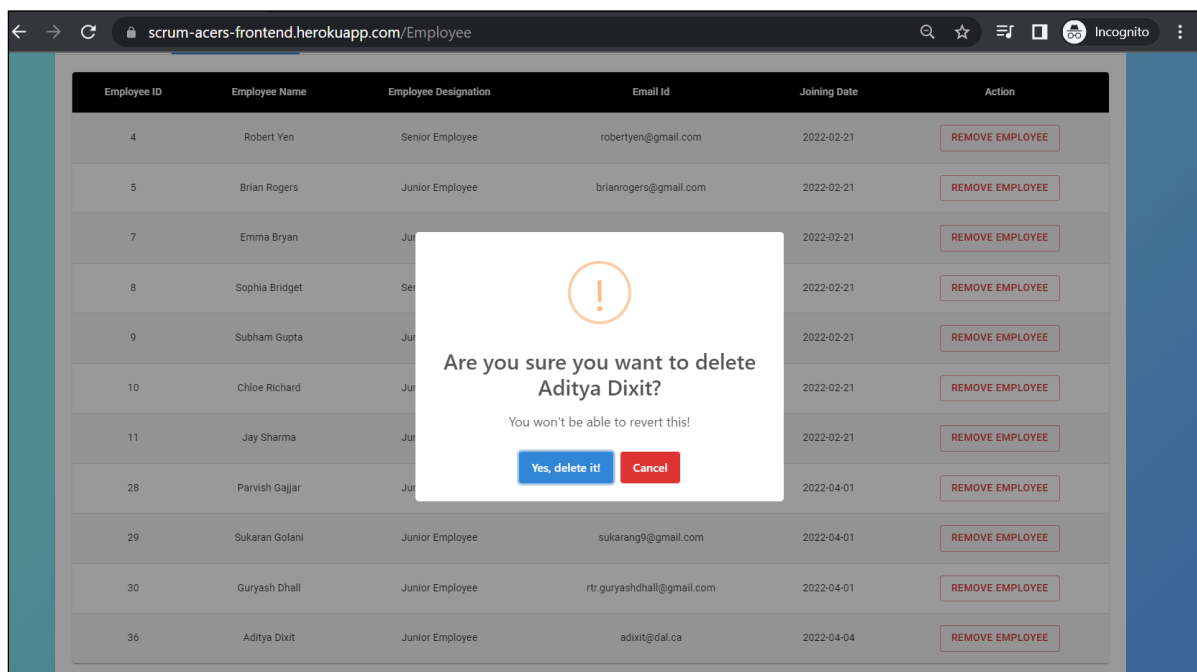 scrum-acers-frontend.herokuapp.com/Employee Incognito
Employee ID Employee Name Employee Designation Email Id Joining Date Action
4 Robert Yen Senior Employee robertyen@gmail.com 2022-02-21 REMOVE EMPLOYEE
5 Brian Rogers Junior Employee brianrogers@gmail.com 2022-02-21 REMOVE EMPLOYEE
7 Emma Bryan 2022-02-21 REMOVE EMPLOYEE
8 Sophia Bridget 2022-02-21 REMOVE EMPLOYEE
!
9 Subham Gupta 2022-02-21 REMOVE EMPLOYEE
Are you sure you want to delete
Aditya Dixit?
10 Chloe Richard 2022-02-21 REMOVE EMPLOYEE
You won't be able to revert this!
11 Jay Sharma 2022-02-21 REMOVE EMPLOYEE
Yes, delete it! Cancel
28 Parvish Gajjar 2022-04-01 REMOVE EMPLOYEE
29 Sukaran Golani Junior Employee sukarang9@gmail.com 2022-04-01 REMOVE EMPLOYEE
30 Guryash Dhall Junior Employee rtr.guryashdhall@gmail.com 2022-04-01 REMOVE EMPLOYEE
36 Aditya Dixit Junior Employee adixit@dal.ca 2022-04-04 REMOVE EMPLOYEE